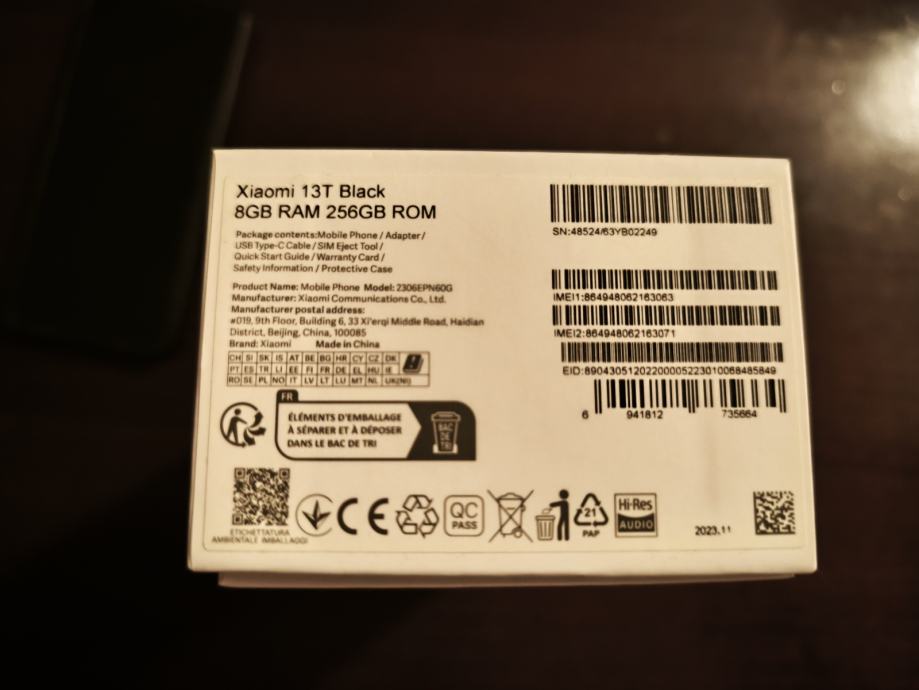 Xiaomi 13T Black
8GB RAM 256GB ROM
Package contents:Mobile Phone / Adapter /
USB Type-C Cable / SIM Eject Tool /
Quick Start Guide / Warranty Card /
Safety Information / Protective Case
Product Name: Mobile Phone Model: 2306EPN60G
Manufacturer: Xiaomi Communications Co., Ltd.
Manufacturer postal address:
#019, 9th Floor, Building 6, 33 Xi'erqi Middle Road, Haidian
District, Beijing, China, 100085
Brand: Xiaomi Made in China
CH SI SK IS AT BE BG HR CY CZ DK
PT ES TR LI EE FI FR DE EL HU IE
RO SE PL NO IT LV LT LU MT NL UK(NI)
FR
ÉLÉMENTS D'EMBALLAGE
À SÉPARER ET À DÉPOSER
DANS LE BAC DE TRI
BAC
DE
TRI
ETICHETTATURA
AMBIENTALE IMBALLAGGI
CE
QC
PASS
21
PAP
Hi-Res
AUDIO
2023.11
SN:48524/63YB02249
IMEI1:864948062163063
IMEI2:864948062163071
EID:89043051202200005223010068485849
6 941812 735664